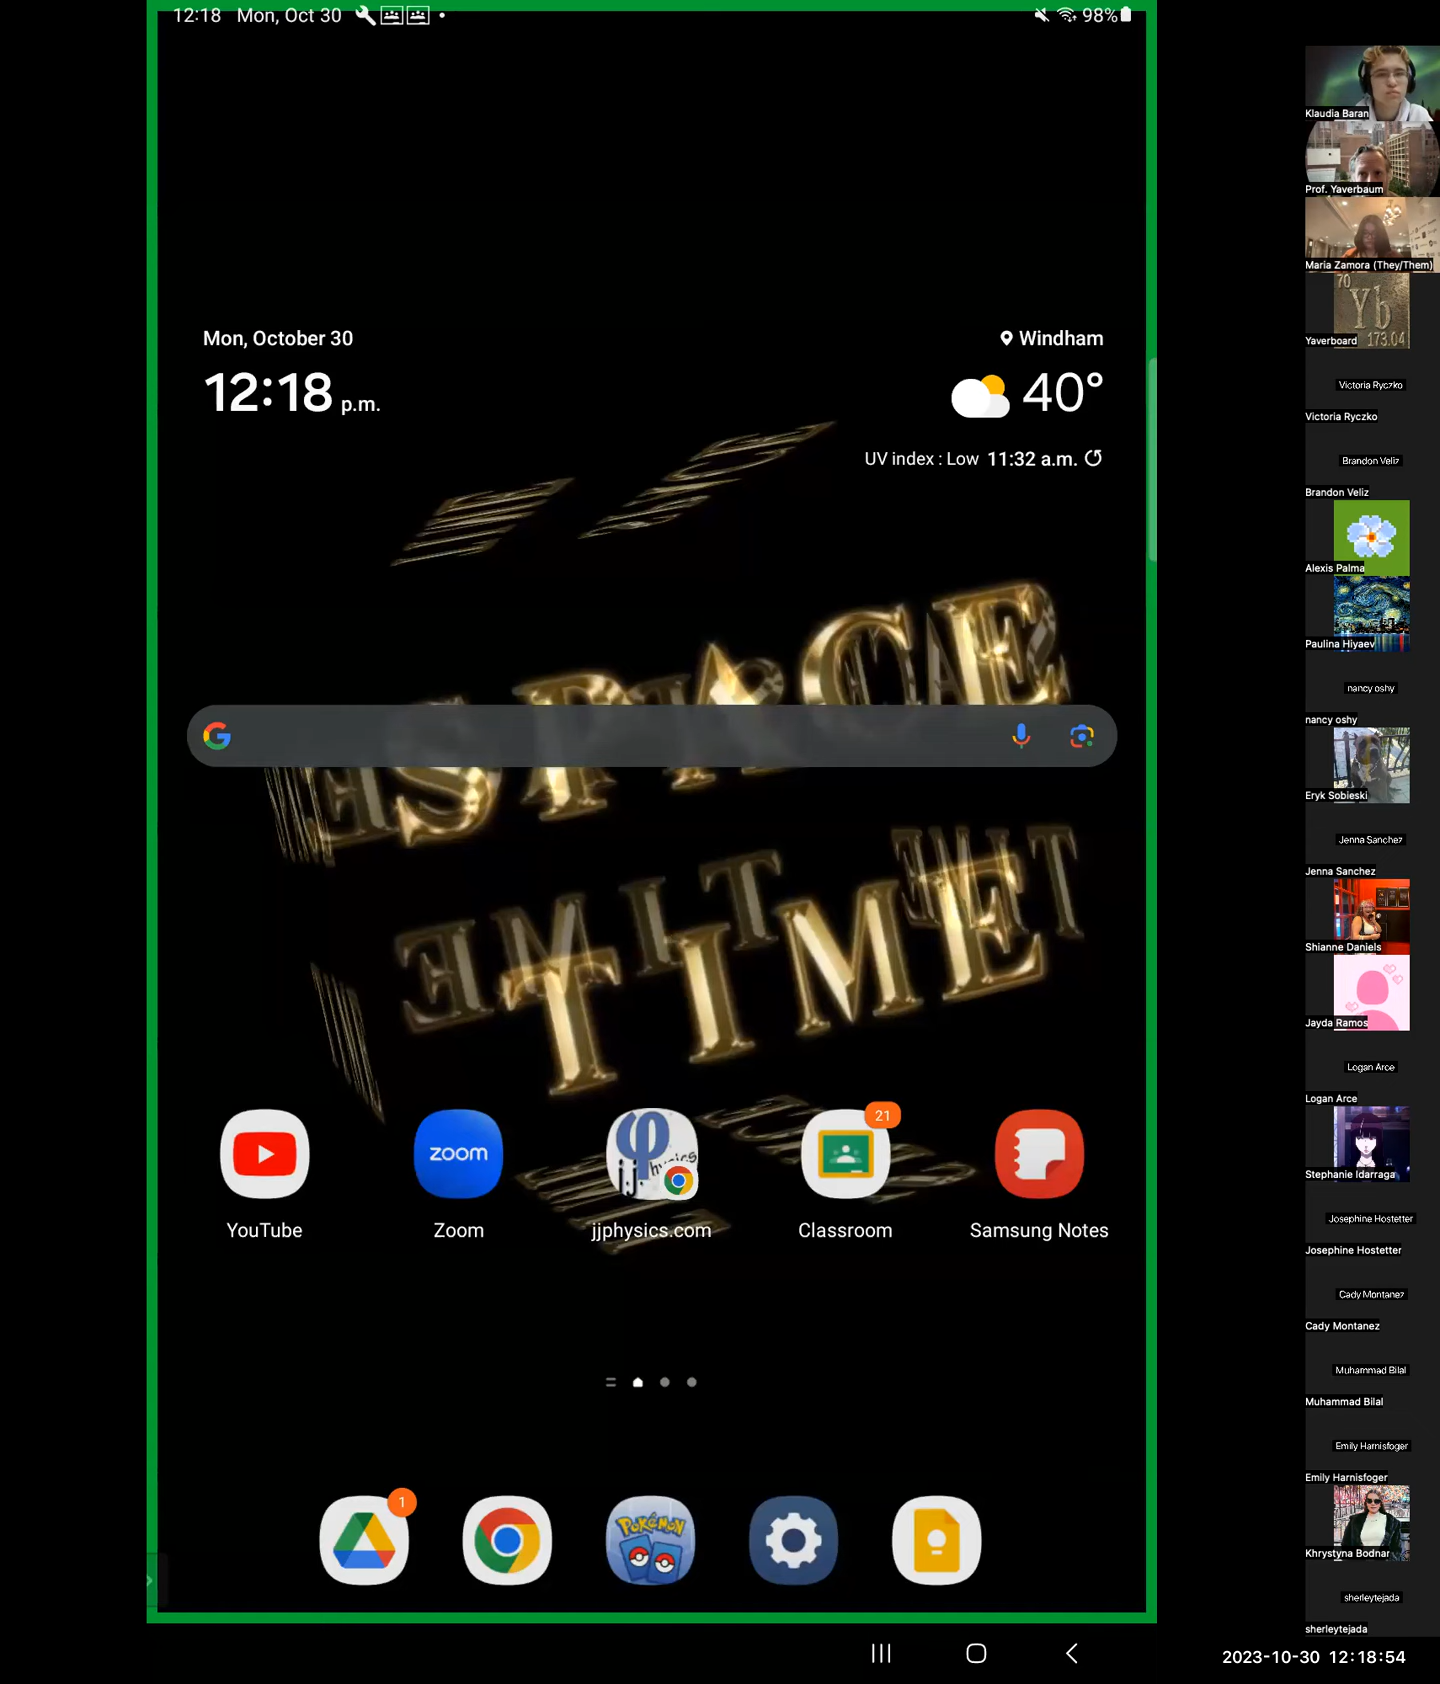 12:18 Mon, Oct 30
98%
Mon, October 30
12:18 p.m.
Windham
40°
UV index : Low 11:32 a.m.
SPACE
TIME
YouTube
zoom
Zoom
jjphysics.com
21
Classroom
Samsung Notes
1
Pokémon
Klaudia Baran
Prof. Yaverbaum
Maria Zamora (They/Them)
70
Yb
173.04
Yaverboard
Victoria Ryczko
Victoria Ryczko
Brandon Veliz
Brandon Veliz
Alexis Palma
Paulina Hiyaev
nancy oshy
nancy oshy
Eryk Sobieski
Jenna Sanchez
Jenna Sanchez
Shianne Daniels
Jayda Ramos
Logan Arce
Logan Arce
Stephanie Idarraga
Josephine Hostetter
Josephine Hostetter
Cady Montanez
Cady Montanez
Muhammad Bilal
Muhammad Bilal
Emily Harnisfoger
Emily Harnisfoger
Khrystyna Bodnar
sherleytejada
sherleytejada
2023-10-30 12:18:54